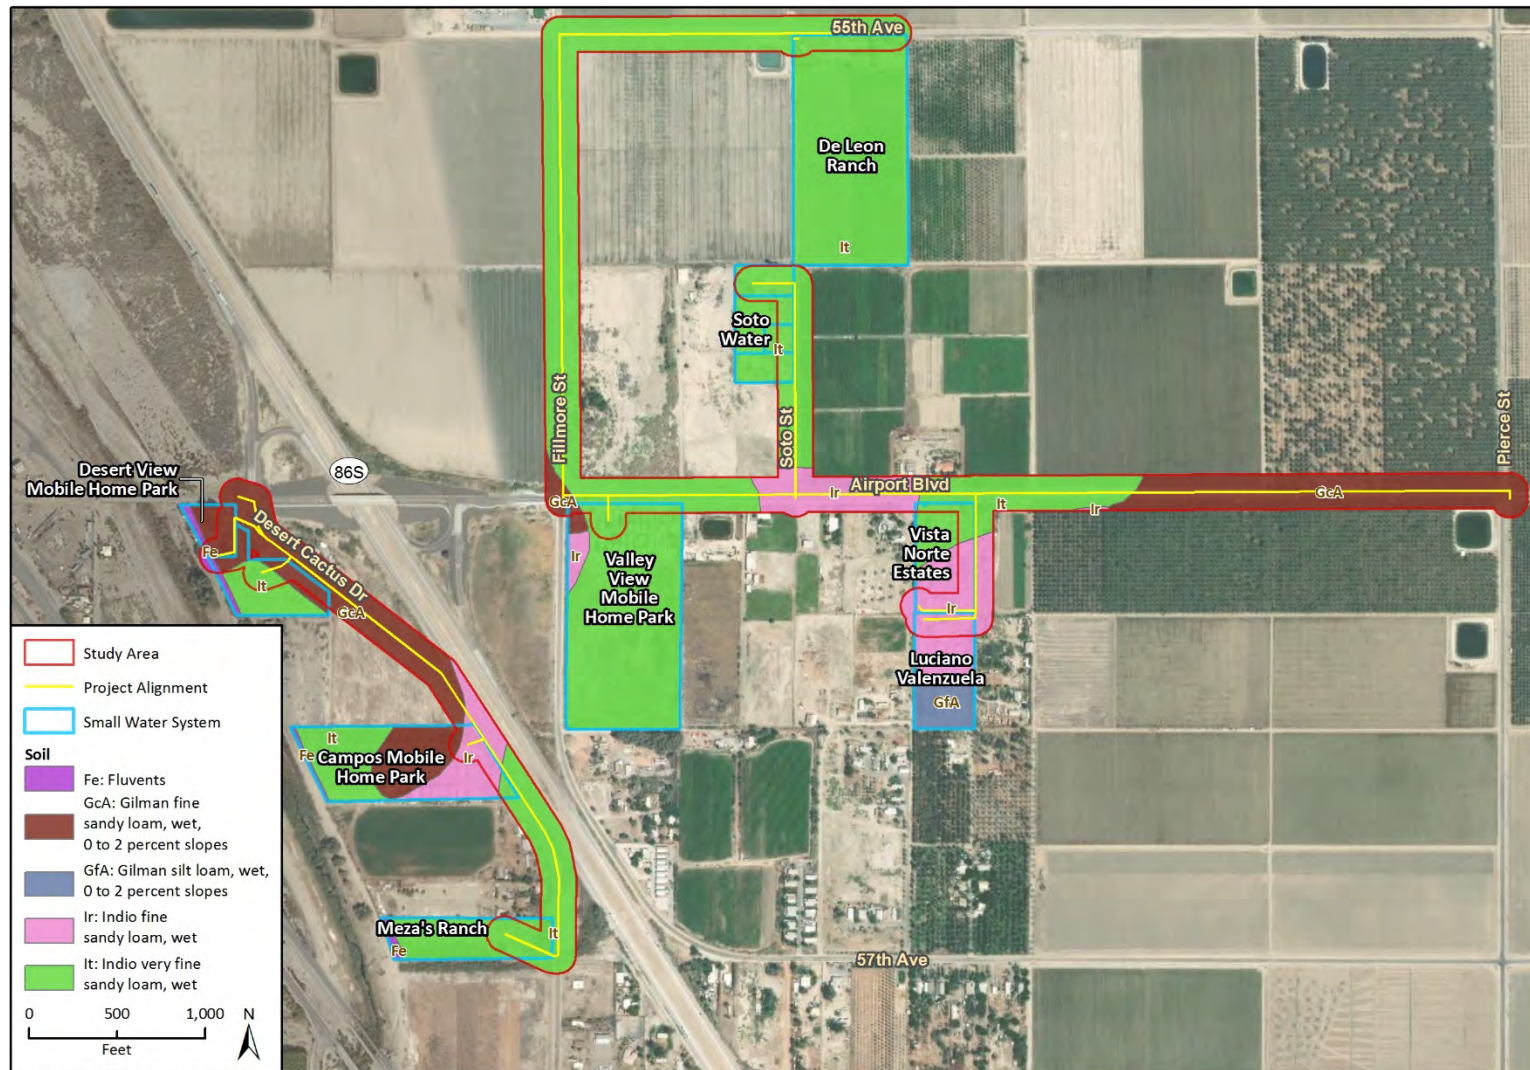 55th Ave
De Leon
Ranch
It
Soto
Water
It
Fillmore St
Soto St
Pierce St
86S
Desert View
Mobile Home Park
Airport Blvd
Ir
GcA
GcA
It
Ir
Desert Cactus Dr
Fe
It
GcA
Ir
Valley
View
Mobile
Home Park
Vista
Norte
Estates
Ir
Luciano
Valenzuela
GfA
It
Fe
Campos Mobile
Home Park
Ir
Meza's Ranch
Fe
It
57th Ave
Study Area
Project Alignment
Small Water System
Soil
Fe: Fluvents
GcA: Gilman fine
sandy loam, wet,
0 to 2 percent slopes
GfA: Gilman silt loam, wet,
0 to 2 percent slopes
Ir: Indio fine
sandy loam, wet
It: Indio very fine
sandy loam, wet
0 500 1,000
Feet
N